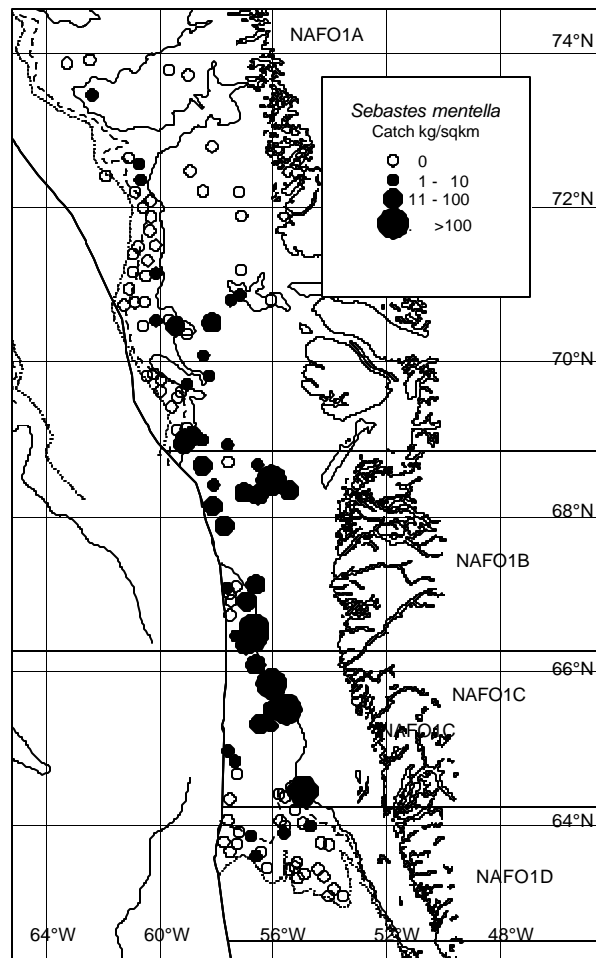 NAFO1A
74°N
Sebastes mentella
Catch kg/sqkm
0
1 - 10
11 - 100
>100
72°N
70°N
68°N
NAFO1B
66°N
NAFO1C
NAFO1C
64°N
NAFO1D
64°W 60°W 56°W 52°W 48°W